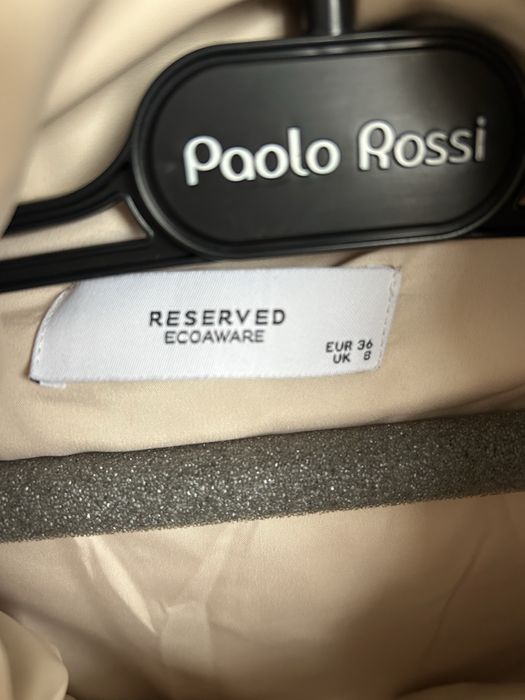 Paolo Rossi
RESERVED
ECOAWARE
EUR 36
UK 8